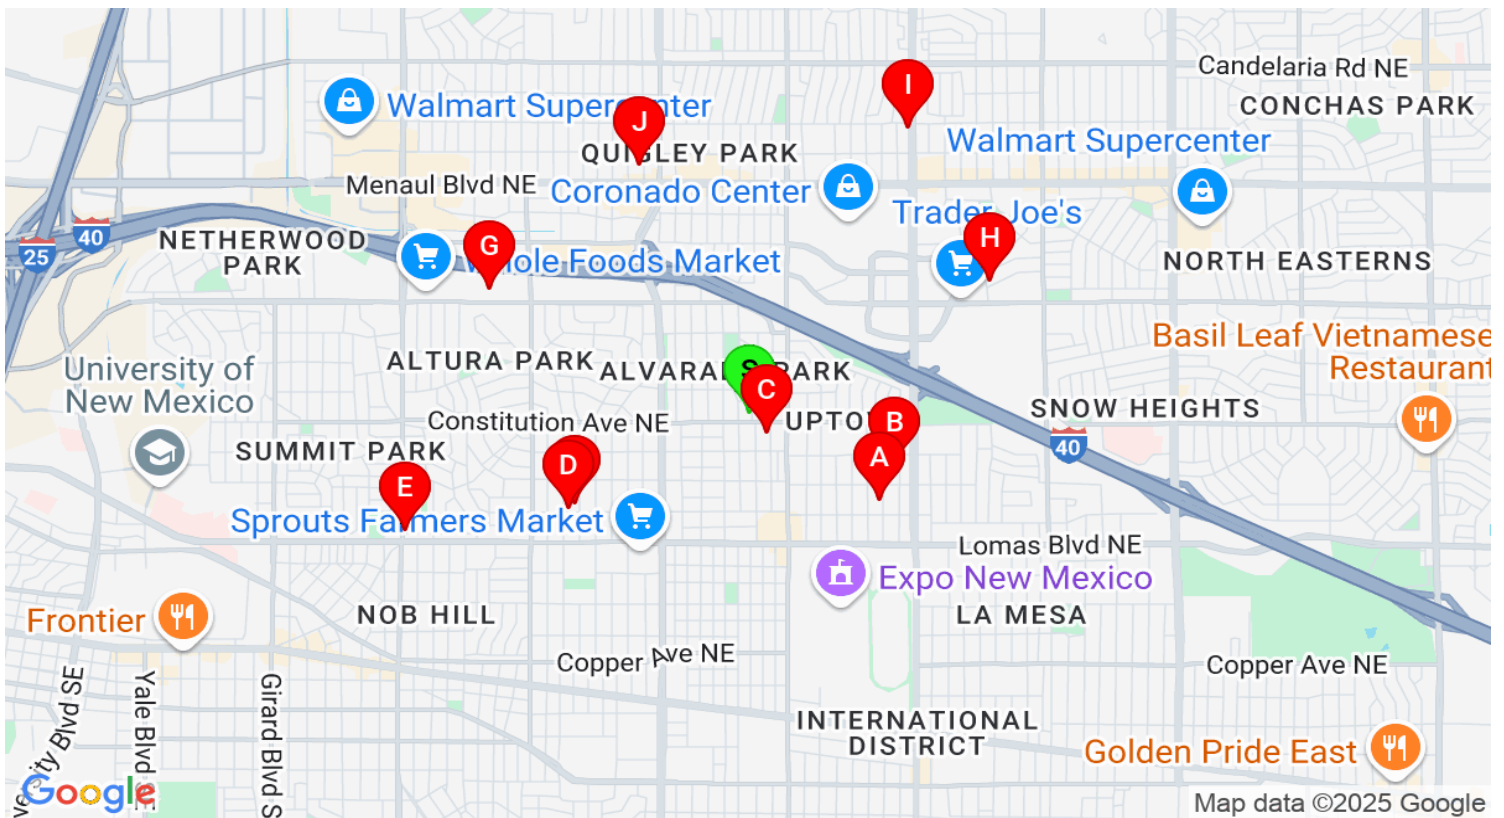 Candelaria Rd NE
CONCHAS PARK
I
Walmart Supercenter
J
QUIGLEY PARK
Walmart Supercenter
Menaul Blvd NE
Coronado Center
Trader Joe's
40
25
NETHERWOOD
PARK
G
Whole Foods Market
H
NORTH EASTERNS
Basil Leaf Vietnamese
Restaurant
University of
New Mexico
ALTURA PARK
S
PARK
C
Constitution Ave NE
B
SNOW HEIGHTS
40
SUMMIT PARK
D
A
E
Sprouts Farmers Market
Lomas Blvd NE
Expo New Mexico
Frontier
NOB HILL
LA MESA
Copper Ave NE
Copper Ave NE
Yale Blvd
Girard Blvd S
INTERNATIONAL
DISTRICT
Golden Pride East
Google
Map data ©2025 Google